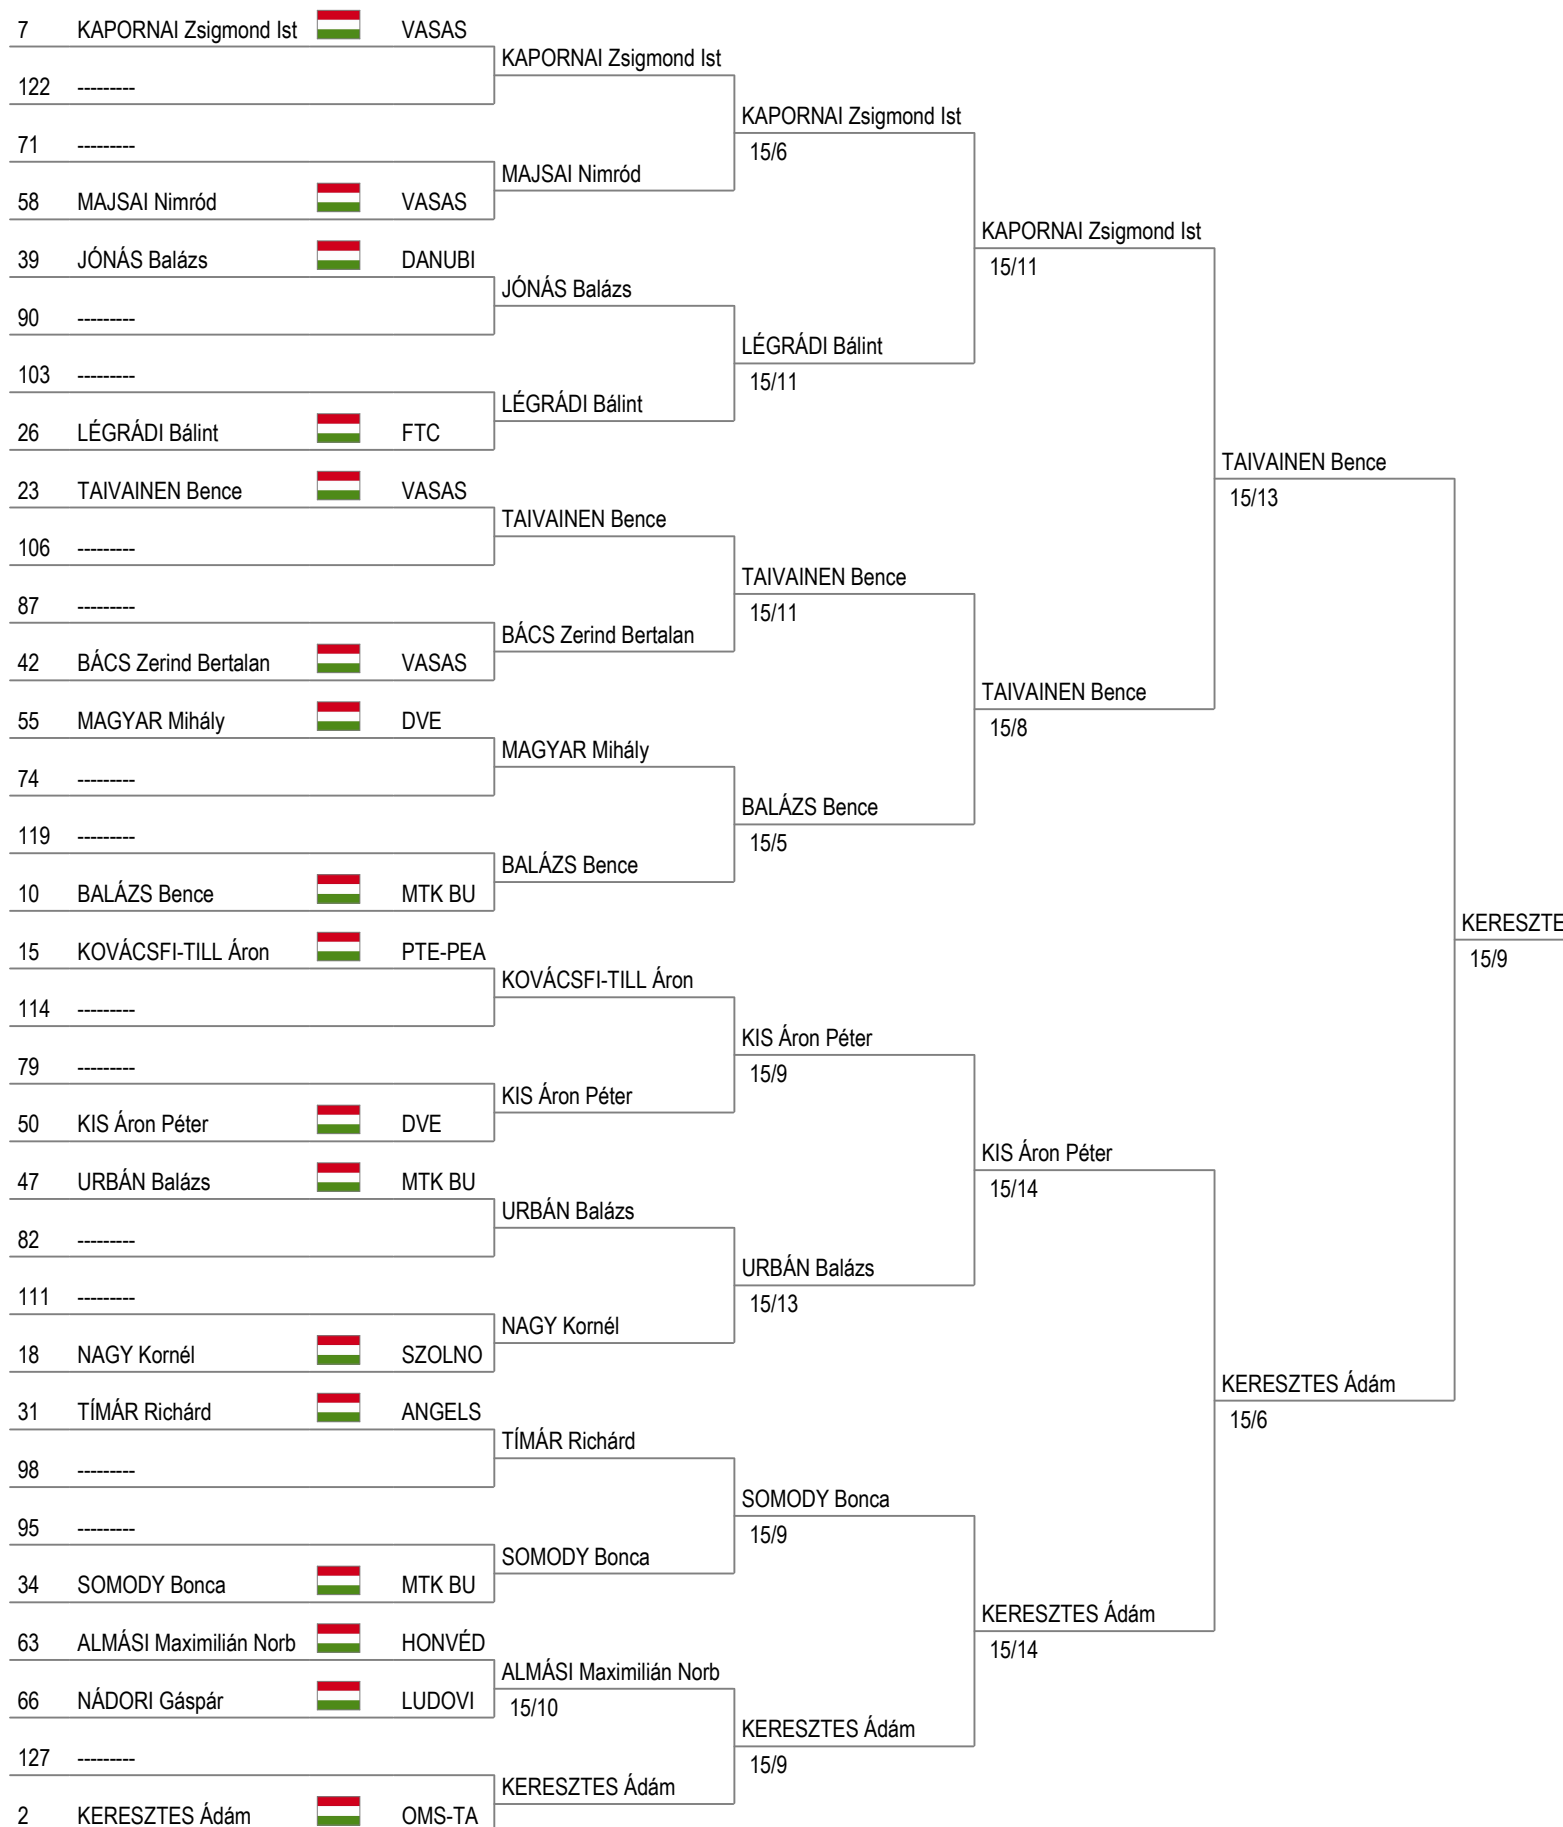 7 KAPORNAI Zsigmond Ist VASAS
KAPORNAI Zsigmond Ist
122 ---------
KAPORNAI Zsigmond Ist
71 ---------
15/6
MAJSAI Nimród
58 MAJSAI Nimród VASAS
KAPORNAI Zsigmond Ist
39 JÓNÁS Balázs DANUBI
15/11
JÓNÁS Balázs
90 ---------
LÉGRÁDI Bálint
103 ---------
15/11
LÉGRÁDI Bálint
26 LÉGRÁDI Bálint FTC
TAIVAINEN Bence
23 TAIVAINEN Bence VASAS
15/13
TAIVAINEN Bence
106 ---------
TAIVAINEN Bence
87 ---------
15/11
BÁCS Zerind Bertalan
42 BÁCS Zerind Bertalan VASAS
TAIVAINEN Bence
55 MAGYAR Mihály DVE
15/8
MAGYAR Mihály
74 ---------
BALÁZS Bence
119 ---------
15/5
BALÁZS Bence
10 BALÁZS Bence MTK BU
KERESZTE
15 KOVÁCSFI-TILL Áron PTE-PEA
15/9
KOVÁCSFI-TILL Áron
114 ---------
KIS Áron Péter
79 ---------
15/9
KIS Áron Péter
50 KIS Áron Péter DVE
KIS Áron Péter
47 URBÁN Balázs MTK BU
15/14
URBÁN Balázs
82 ---------
URBÁN Balázs
111 ---------
15/13
NAGY Kornél
18 NAGY Kornél SZOLNO
KERESZTES Ádám
31 TÍMÁR Richárd ANGELS
15/6
TÍMÁR Richárd
98 ---------
SOMODY Bonca
95 ---------
15/9
SOMODY Bonca
34 SOMODY Bonca MTK BU
KERESZTES Ádám
63 ALMÁSI Maximilián Norb HONVÉD
15/14
ALMÁSI Maximilián Norb
66 NÁDORI Gáspár LUDOVI
15/10
KERESZTES Ádám
127 ---------
15/9
KERESZTES Ádám
2 KERESZTES Ádám OMS-TA